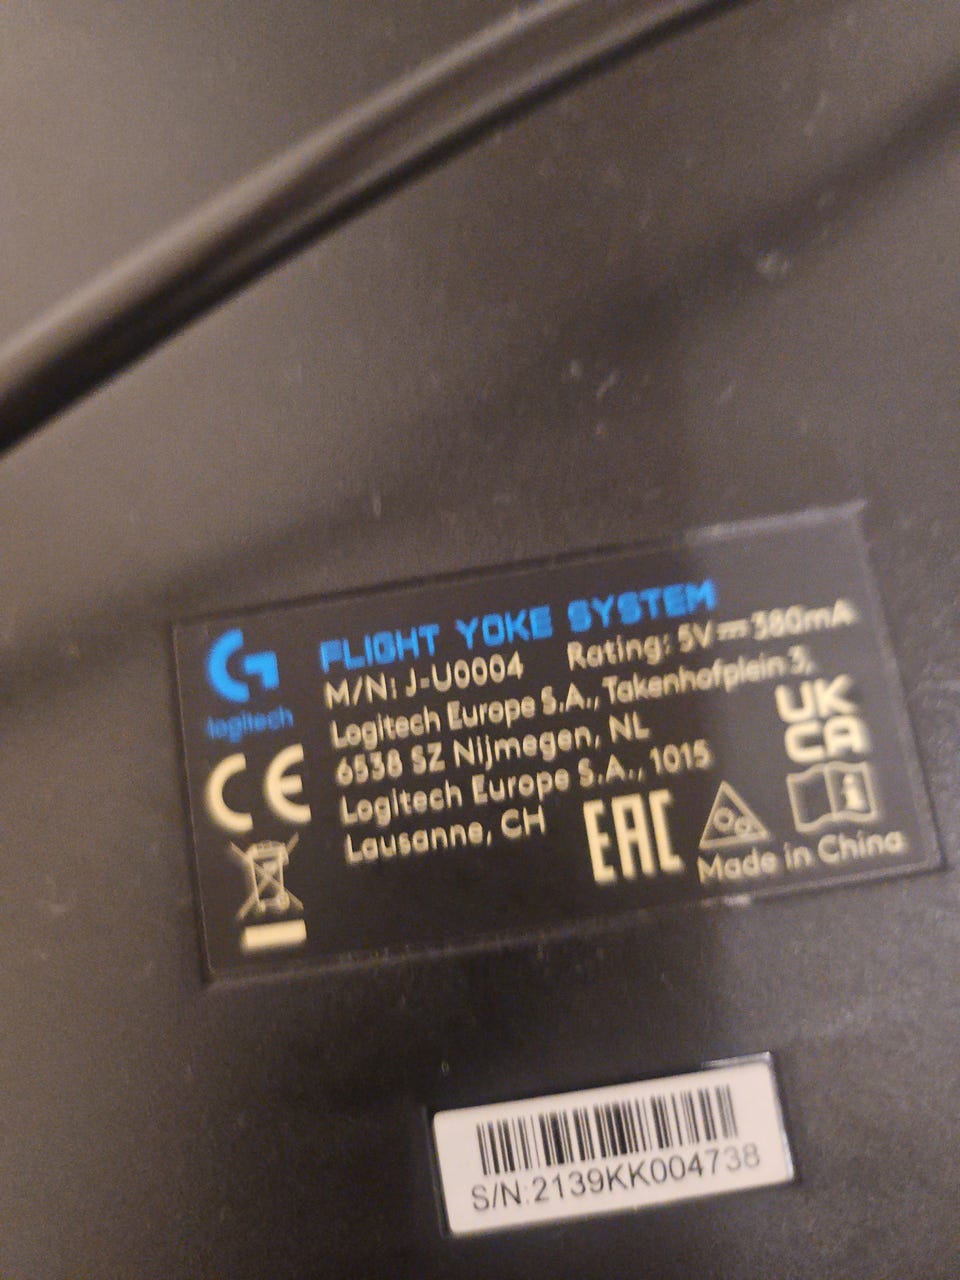 logitech
FLIGHT YOKE SYSTEM
M/N: J-U0004 Rating: 5V⎓380mA
Logitech Europe S.A., Takenhofplein 3,
6538 SZ Nijmegen, NL
Logitech Europe S.A., 1015
Lausanne, CH
CE
EAC
UK
CA
Made in China
S/N:2139KK004738